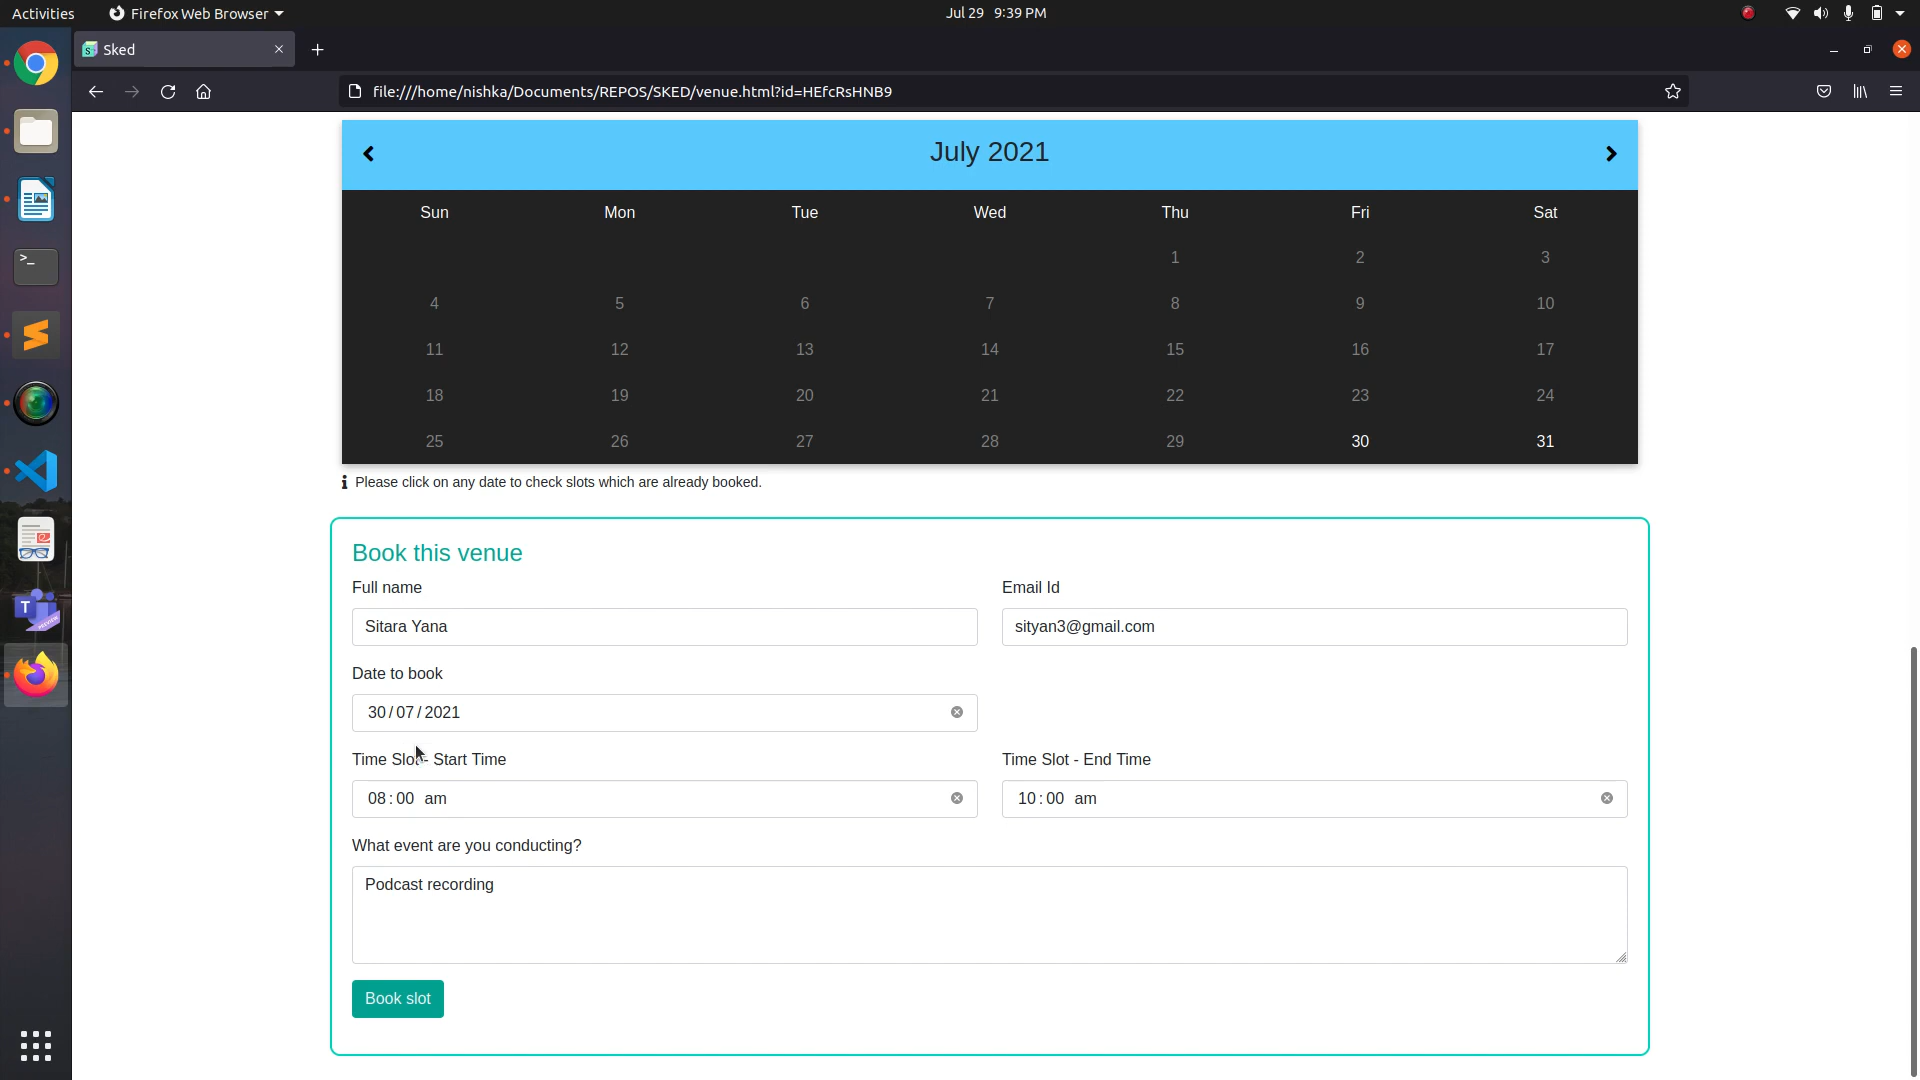 Activities Firefox Web Browser Jul 29 9:39 PM
Sked
file:///home/nishka/Documents/REPOS/SKED/venue.html?id=HEfcRsHNB9
July 2021
Sun Mon Tue Wed Thu Fri Sat
1 2 3
4 5 6 7 8 9 10
11 12 13 14 15 16 17
18 19 20 21 22 23 24
25 26 27 28 29 30 31
Please click on any date to check slots which are already booked.
Book this venue
Full name Email Id
Sitara Yana sityan3@gmail.com
Date to book
30/07/2021
Time Slot - Start Time Time Slot - End Time
08:00 am 10:00 am
What event are you conducting?
Podcast recording
Book slot